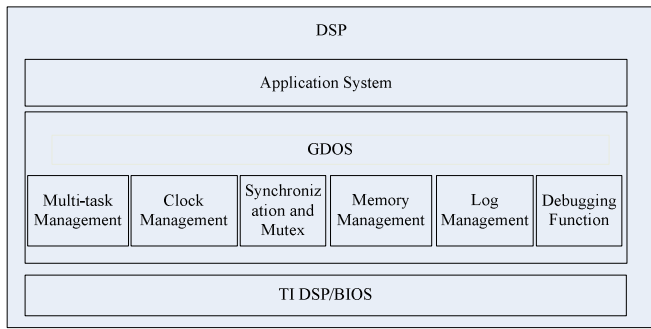 DSP
Application System
GDOS
Multi-task
Management
Clock
Management
Synchroniz
ation and
Mutex
Memory
Management
Log
Management
Debugging
Function
TI DSP/BIOS